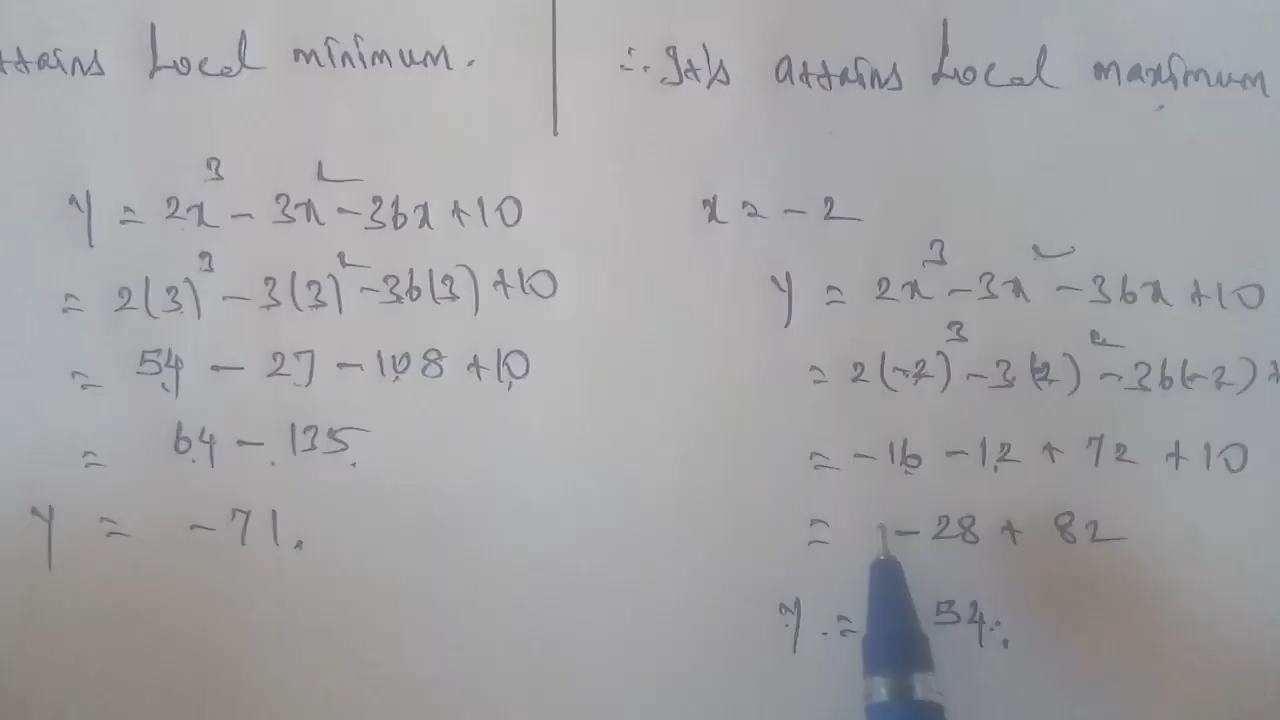 ttains Local minimum.
y = 2x³ - 3x² - 36x + 10
= 2(3)³ - 3(3)² - 36(3) + 10
= 54 - 27 - 108 + 10
= 64 - 135
y = -71.
∴ It's attains Local maximum
x = -2
y = 2x³ - 3x² - 36x + 10
= 2(-2)³ - 3(2)² - 36(-2) +
= -16 - 12 + 72 + 10
= -28 + 82
y = 54.